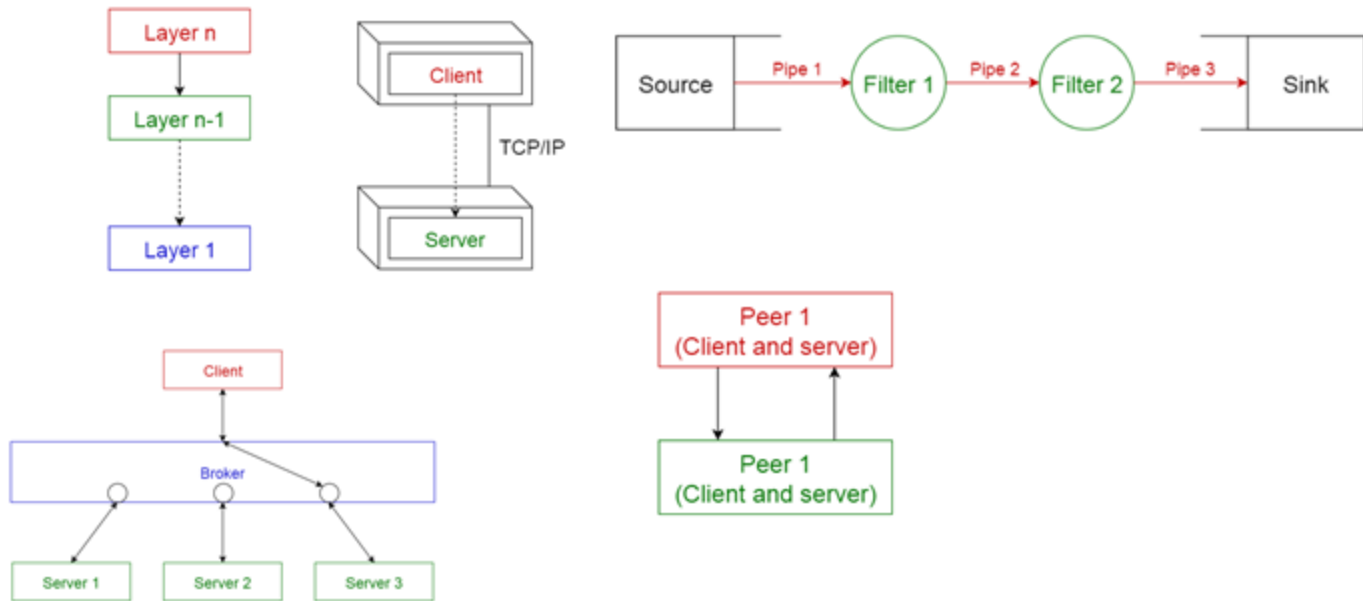 Layer n
Layer n-1
Layer 1
Client
TCP/IP
Server
Source
Pipe 1
Filter 1
Pipe 2
Filter 2
Pipe 3
Sink
Client
Broker
Server 1
Server 2
Server 3
Peer 1
(Client and server)
Peer 1
(Client and server)